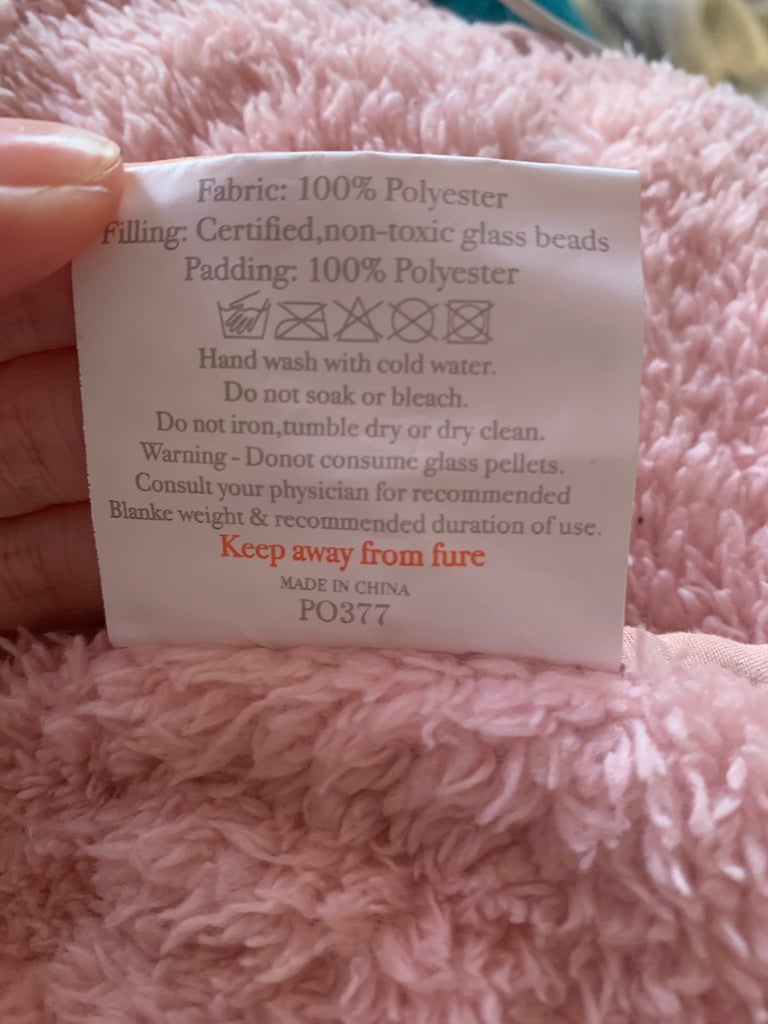 Fabric: 100% Polyester
Filling: Certified,non-toxic glass beads
Padding: 100% Polyester
Hand wash with cold water.
Do not soak or bleach.
Do not iron,tumble dry or dry clean.
Warning - Donot consume glass pellets.
Consult your physician for recommended
Blanke weight & recommended duration of use.
Keep away from fure
MADE IN CHINA
PO377